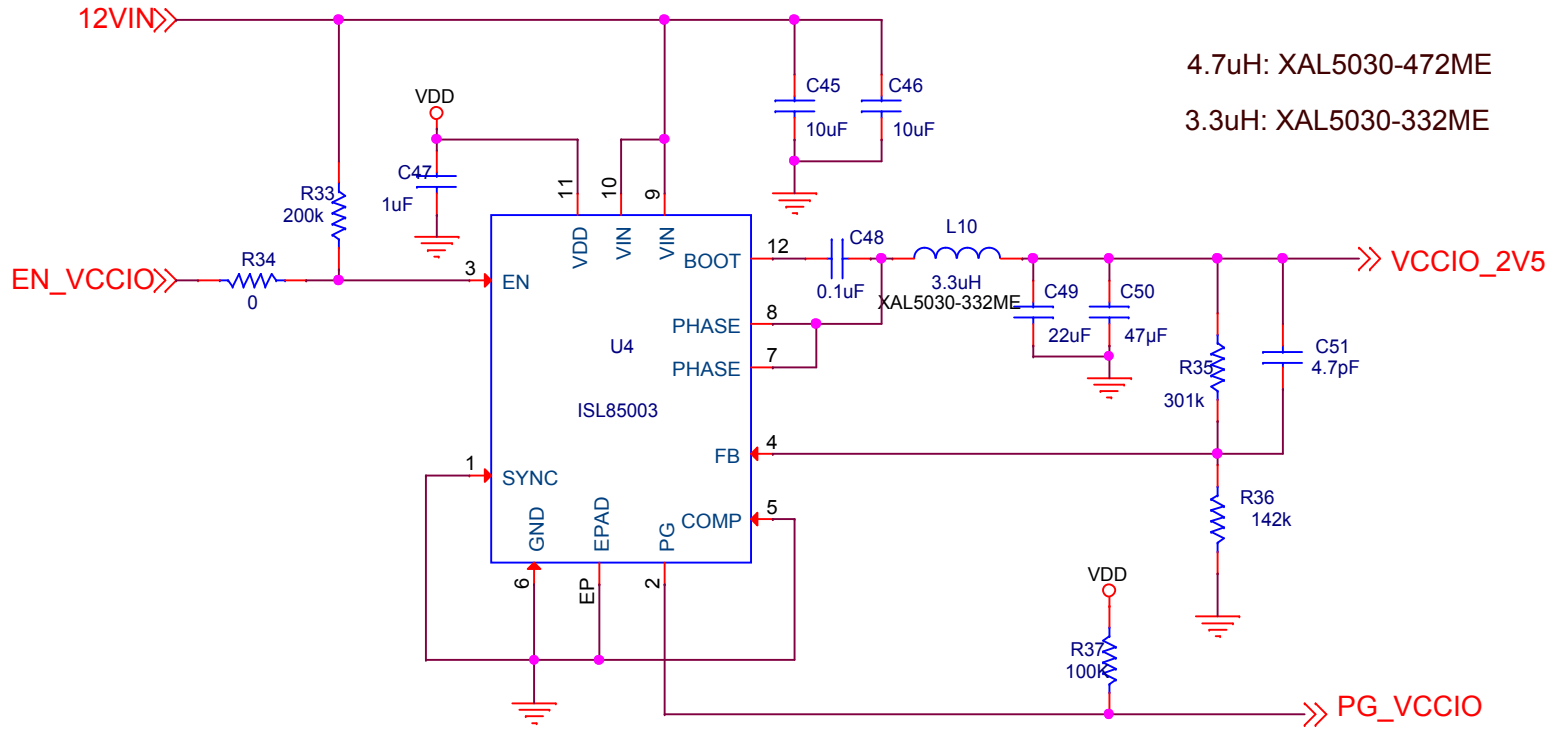 12VIN
4.7uH: XAL5030-472ME
3.3uH: XAL5030-332ME
C45
10uF
C46
10uF
VDD
C47
1uF
R33
200k
11
10
9
VDD
VIN
VIN
EN_VCCIO
R34
0
3
EN
BOOT
12
C48
0.1uF
L10
3.3uH
XAL5030-332ME
VCCIO_2V5
C49
22uF
C50
47µF
PHASE
8
PHASE
7
U4
ISL85003
R35
301k
C51
4.7pF
FB
4
1
SYNC
COMP
5
R36
142k
GND
EPAD
PG
6
EP
2
VDD
R37
100K
PG_VCCIO